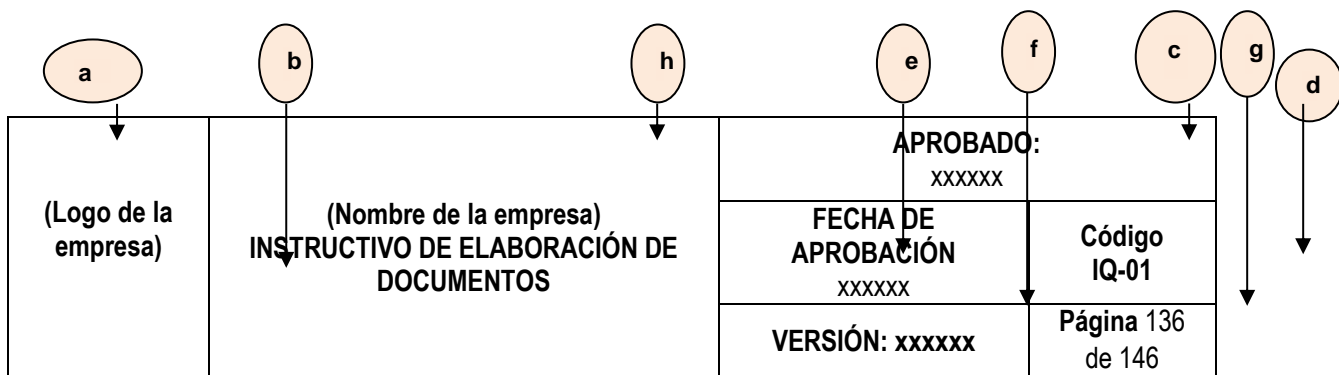 a
b
h
e
f
c
g
d
(Logo de la
empresa)
(Nombre de la empresa)
INSTRUCTIVO DE ELABORACIÓN DE
DOCUMENTOS
APROBADO:
xxxxxx
FECHA DE
APROBACIÓN
xxxxxx
Código
IQ-01
VERSIÓN: xxxxxx
Página 136
de 146